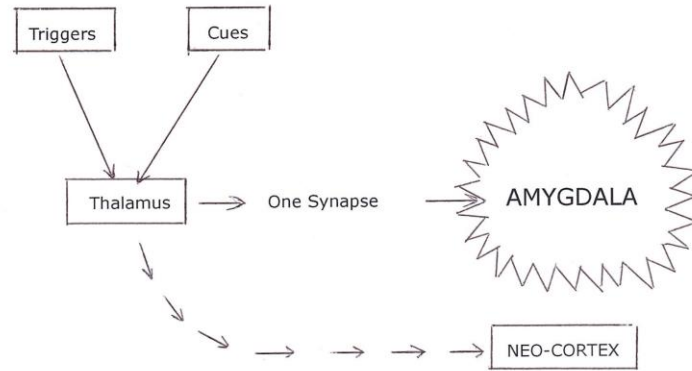 Triggers
Cues
Thalamus
One Synapse
AMYGDALA
NEO-CORTEX